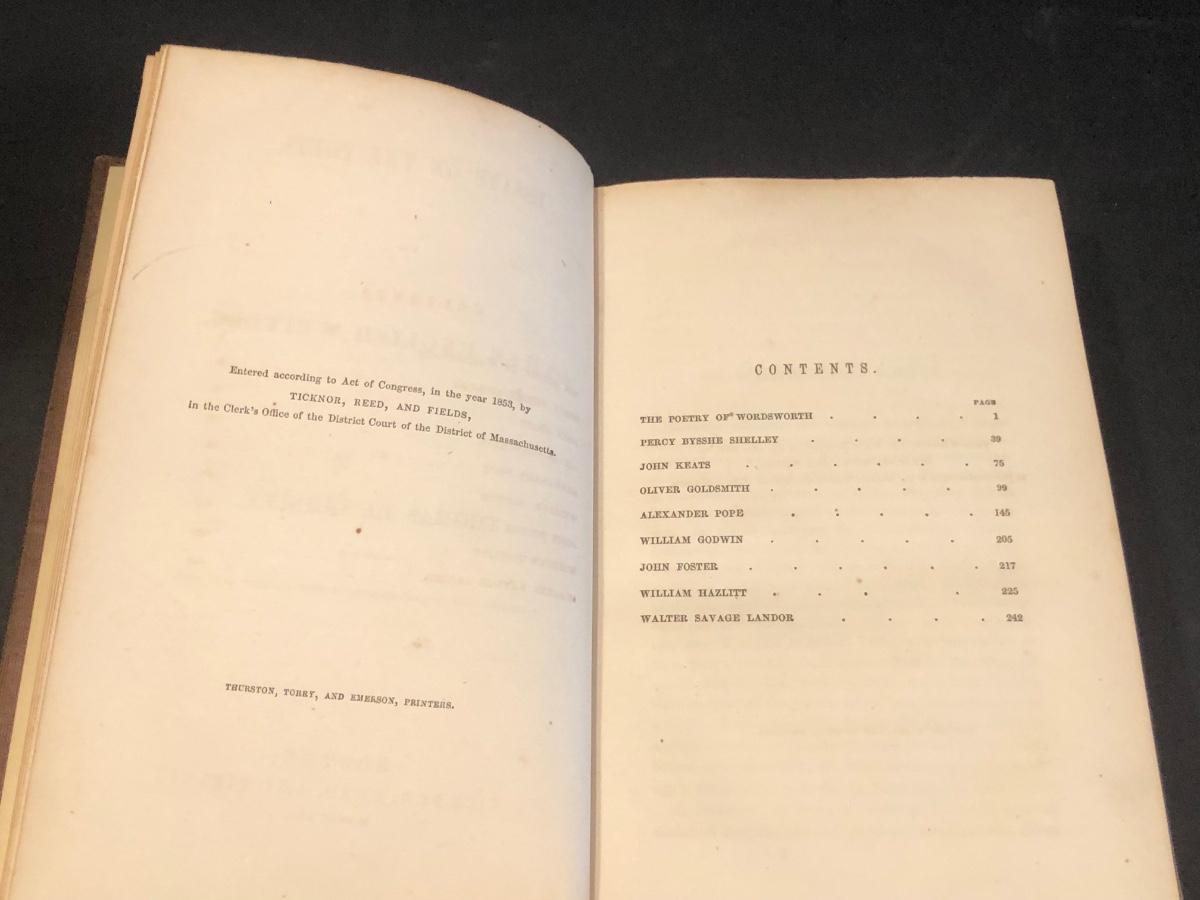 Entered according to Act of Congress, in the year 1853, by
TICKNOR, REED, AND FIELDS,
in the Clerk's Office of the District Court of the District of Massachusetts.
THURSTON, TORRY, AND EMERSON, PRINTERS.
CONTENTS.
PAGE
THE POETRY OF WORDSWORTH . . . . 1
PERCY BYSSHE SHELLEY . . . . 39
JOHN KEATS . . . . . . 75
OLIVER GOLDSMITH . . . . . 99
ALEXANDER POPE . . . . . 145
WILLIAM GODWIN . . . . . 205
JOHN FOSTER . . . . . . 217
WILLIAM HAZLITT . . . . 225
WALTER SAVAGE LANDOR . . . . 242